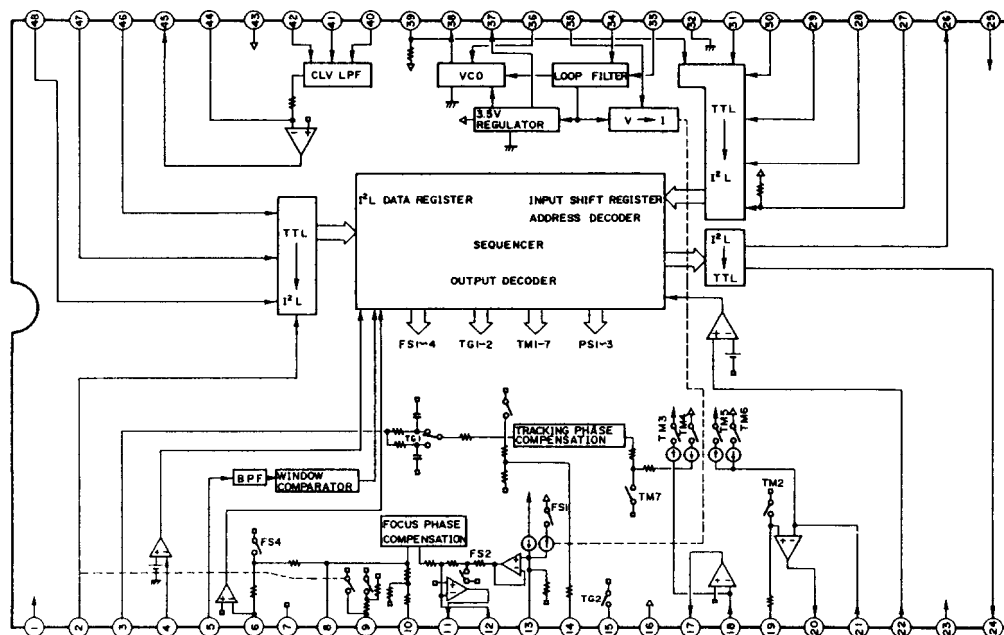 48 47 46 45 44 43 42 41 40 39 38 37 36 35 34 33 32 31 30 29 28 27 26 25
CLV LPF
VCO
LOOP FILTER
3.5V REGULATOR
V → I
TTL
I²L
I²L DATA REGISTER
INPUT SHIFT REGISTER
ADDRESS DECODER
SEQUENCER
OUTPUT DECODER
TTL
I²L
I²L
TTL
FS1~4
TG1-2
TM1-7
PS1-3
TG1
TRACKING PHASE
COMPENSATION
TM3
TM4
TM5
TM6
TM7
TM2
BPF
WINDOW
COMPARATOR
FOCUS PHASE
COMPENSATION
FS4
FS2
FS1
TG2
1 2 3 4 5 6 7 8 9 10 11 12 13 14 15 16 17 18 19 20 21 22 23 24